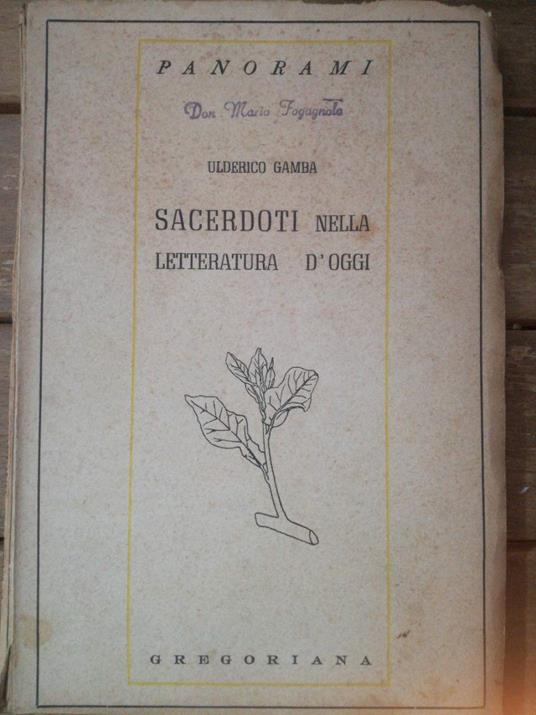 PANORAMI
Don Mario Fogagnolo
ULDERICO GAMBA
SACERDOTI NELLA
LETTERATURA D'OGGI
GREGORIANA